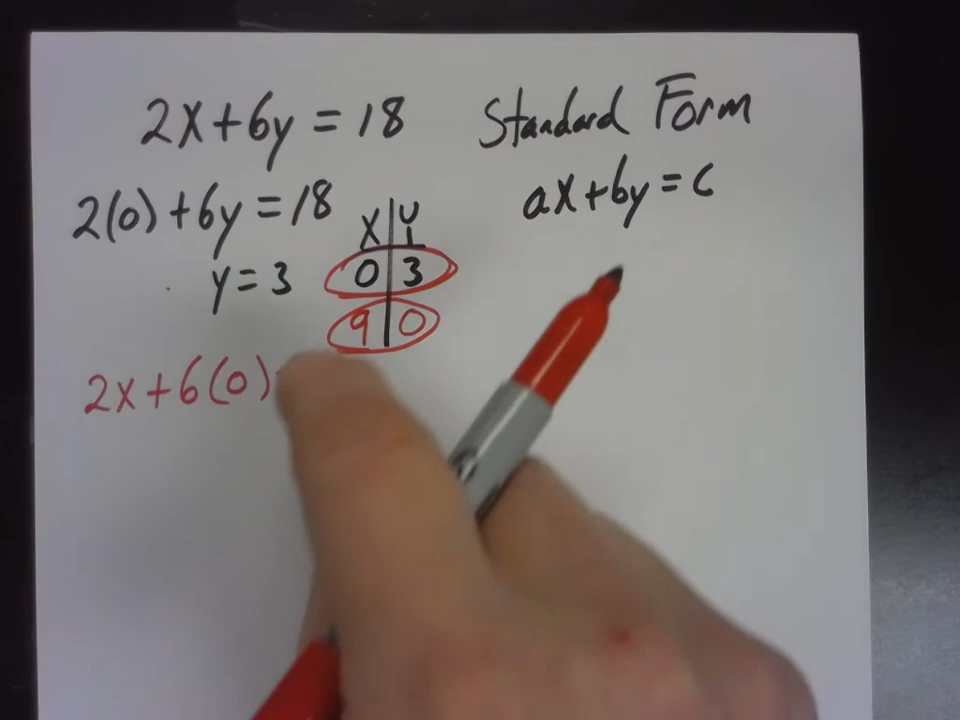 2x+6y=18 Standard Form
ax+by=c
2(0)+6y=18
x y
y=3 0 3
9 0
2x+6(0)